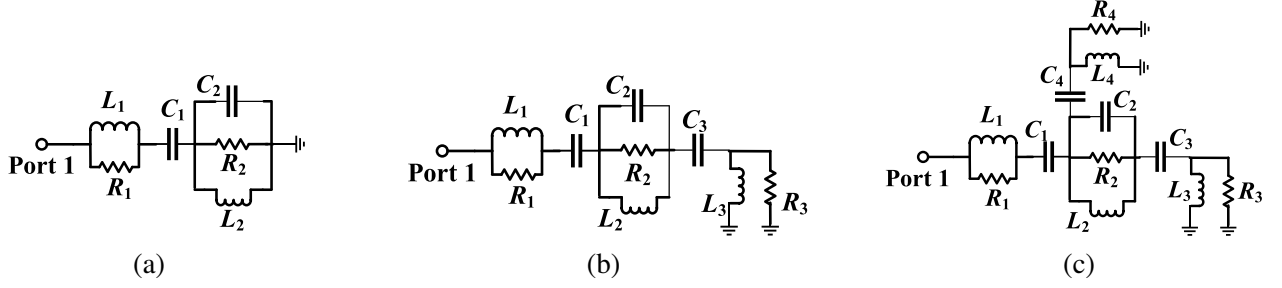 L1
R1
C1
C2
R2
L2
Port 1
(a)
L1
R1
C1
C2
R2
L2
C3
L3
R3
Port 1
(b)
R4
L4
C4
L1
R1
C1
C2
R2
L2
C3
L3
R3
Port 1
(c)